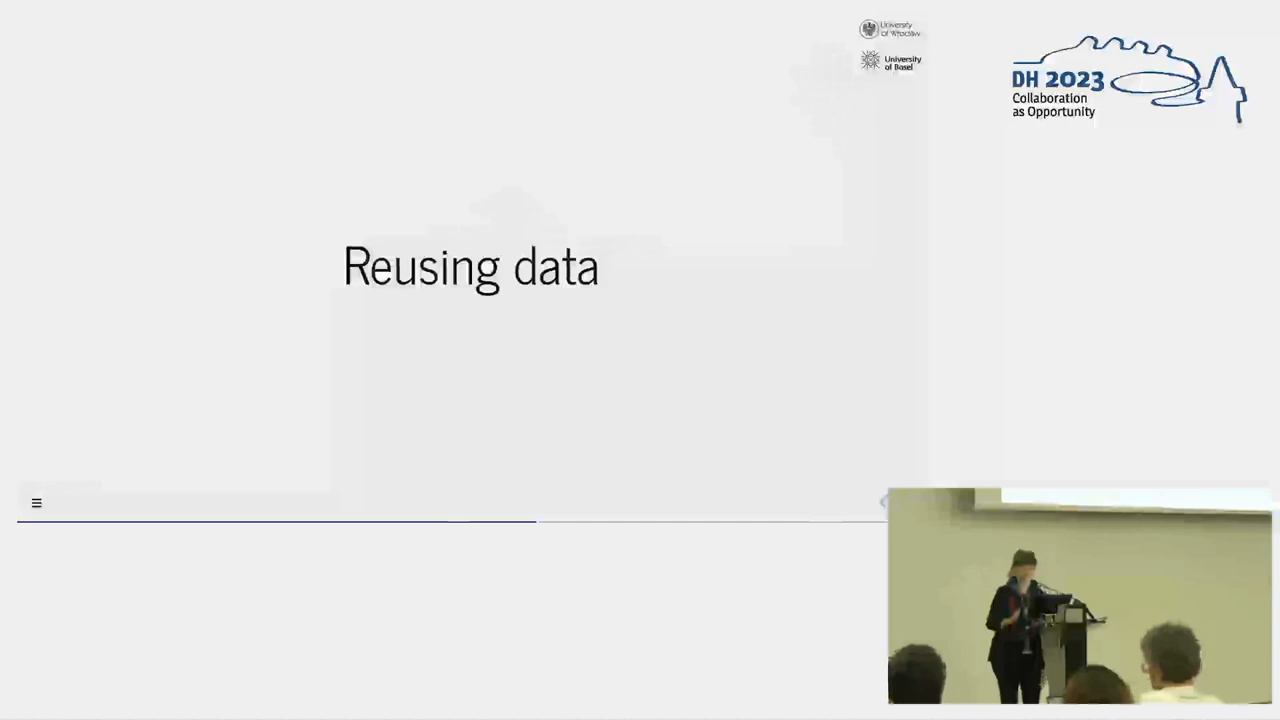 University
of Wrocław
University
of Basel
DH 2023
Collaboration
as Opportunity
Reusing data